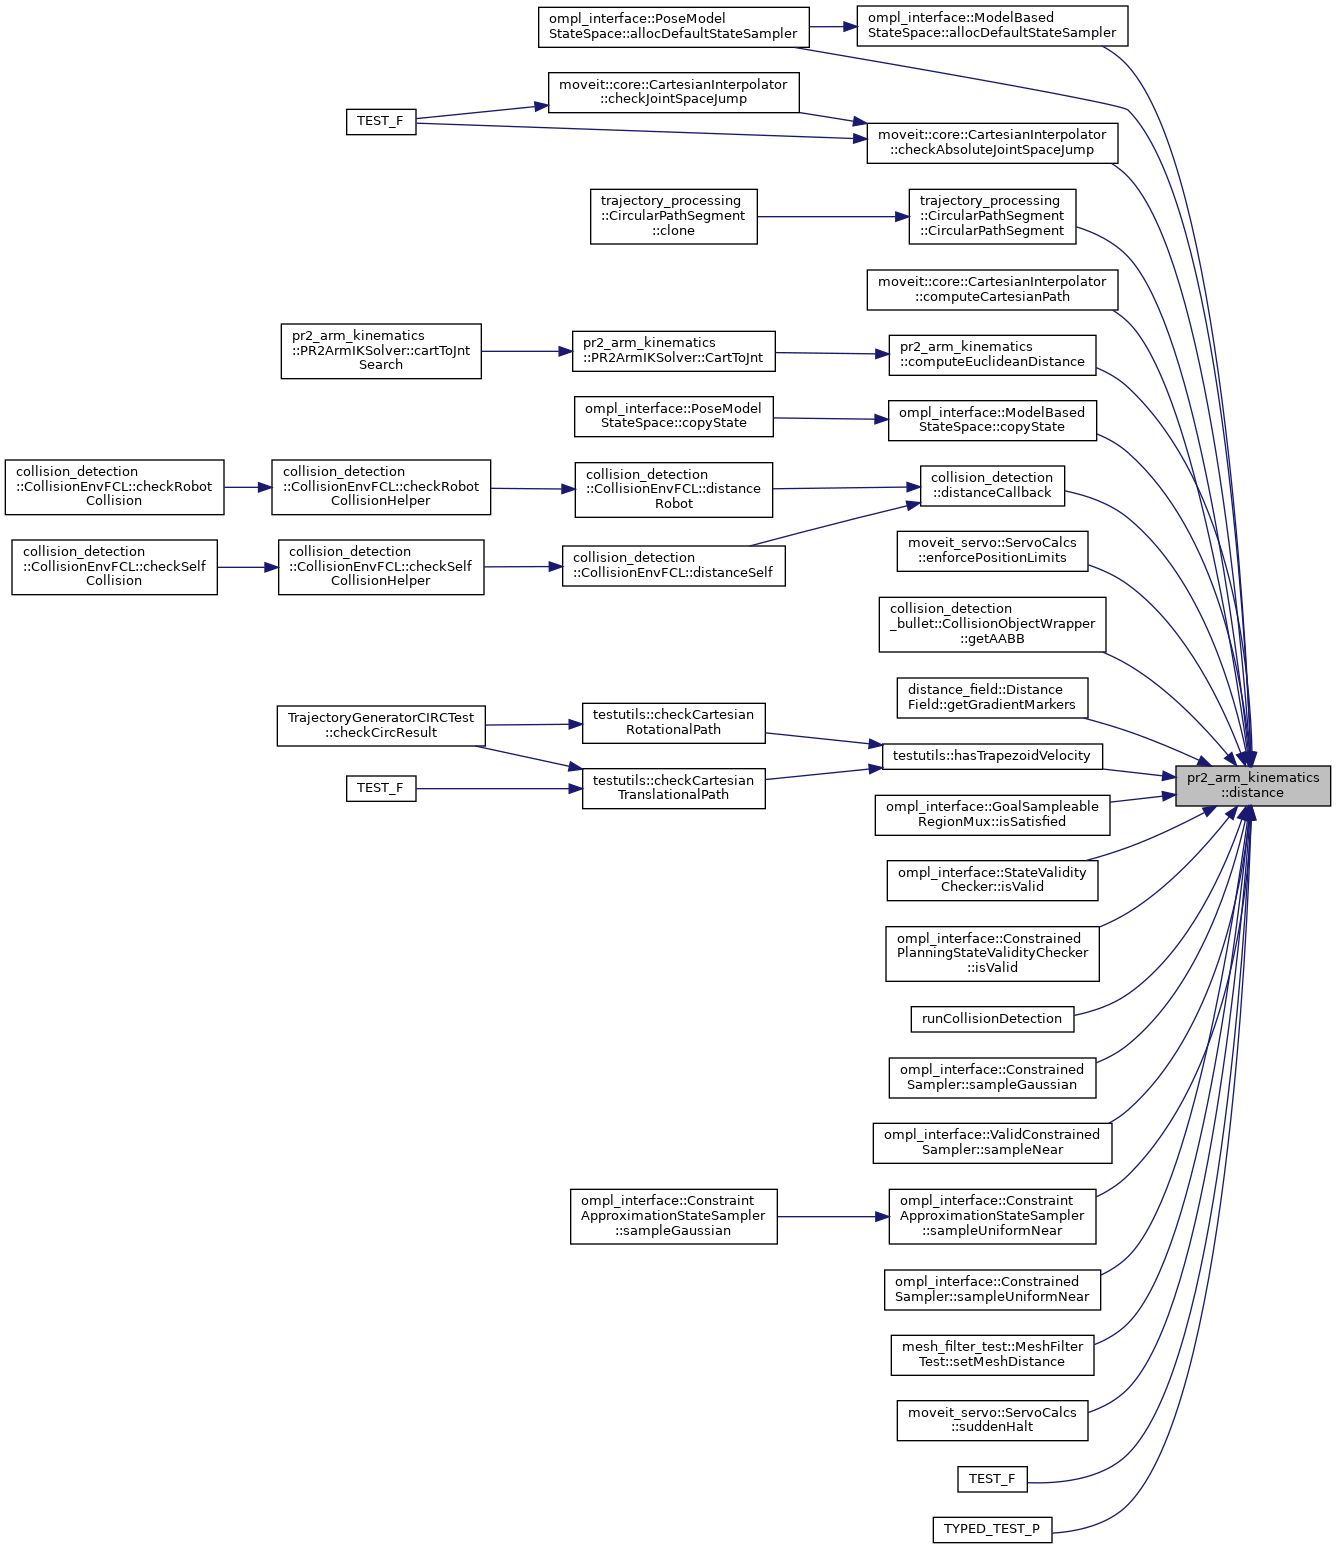 ompl_interface::PoseModel
StateSpace::allocDefaultStateSampler
ompl_interface::ModelBased
StateSpace::allocDefaultStateSampler
moveit::core::CartesianInterpolator
::checkJointSpaceJump
TEST_F
moveit::core::CartesianInterpolator
::checkAbsoluteJointSpaceJump
trajectory_processing
::CircularPathSegment
::clone
trajectory_processing
::CircularPathSegment
::CircularPathSegment
moveit::core::CartesianInterpolator
::computeCartesianPath
pr2_arm_kinematics
::PR2ArmIKSolver::cartToJnt
Search
pr2_arm_kinematics
::PR2ArmIKSolver::CartToJnt
pr2_arm_kinematics
::computeEuclideanDistance
ompl_interface::PoseModel
StateSpace::copyState
ompl_interface::ModelBased
StateSpace::copyState
collision_detection
::CollisionEnvFCL::checkRobot
Collision
collision_detection
::CollisionEnvFCL::checkRobot
CollisionHelper
collision_detection
::CollisionEnvFCL::distance
Robot
collision_detection
::distanceCallback
collision_detection
::CollisionEnvFCL::checkSelf
Collision
collision_detection
::CollisionEnvFCL::checkSelf
CollisionHelper
collision_detection
::CollisionEnvFCL::distanceSelf
moveit_servo::ServoCalcs
::enforcePositionLimits
collision_detection
_bullet::CollisionObjectWrapper
::getAABB
distance_field::Distance
Field::getGradientMarkers
TrajectoryGeneratorCIRCTest
::checkCircResult
testutils::checkCartesian
RotationalPath
testutils::hasTrapezoidVelocity
TEST_F
testutils::checkCartesian
TranslationalPath
pr2_arm_kinematics
::distance
ompl_interface::GoalSampleable
RegionMux::isSatisfied
ompl_interface::StateValidity
Checker::isValid
ompl_interface::Constrained
PlanningStateValidityChecker
::isValid
runCollisionDetection
ompl_interface::Constrained
Sampler::sampleGaussian
ompl_interface::ValidConstrained
Sampler::sampleNear
ompl_interface::Constraint
ApproximationStateSampler
::sampleGaussian
ompl_interface::Constraint
ApproximationStateSampler
::sampleUniformNear
ompl_interface::Constrained
Sampler::sampleUniformNear
mesh_filter_test::MeshFilter
Test::setMeshDistance
moveit_servo::ServoCalcs
::suddenHalt
TEST_F
TYPED_TEST_P